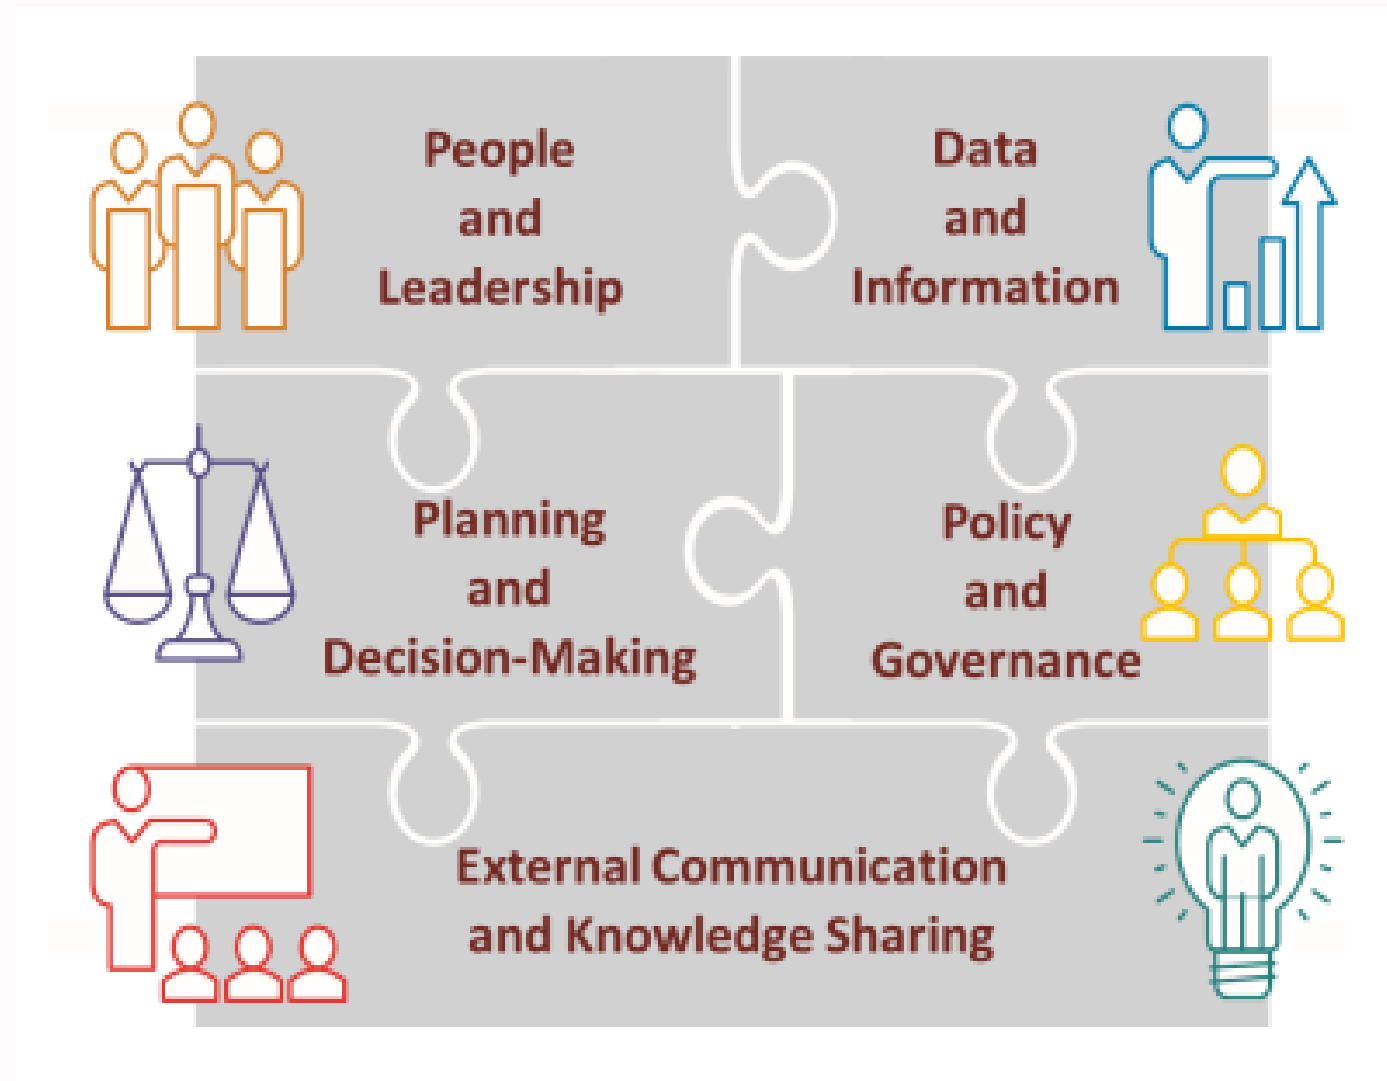 People
and
Leadership
Data
and
Information
Planning
and
Decision-Making
Policy
and
Governance
External Communication
and Knowledge Sharing